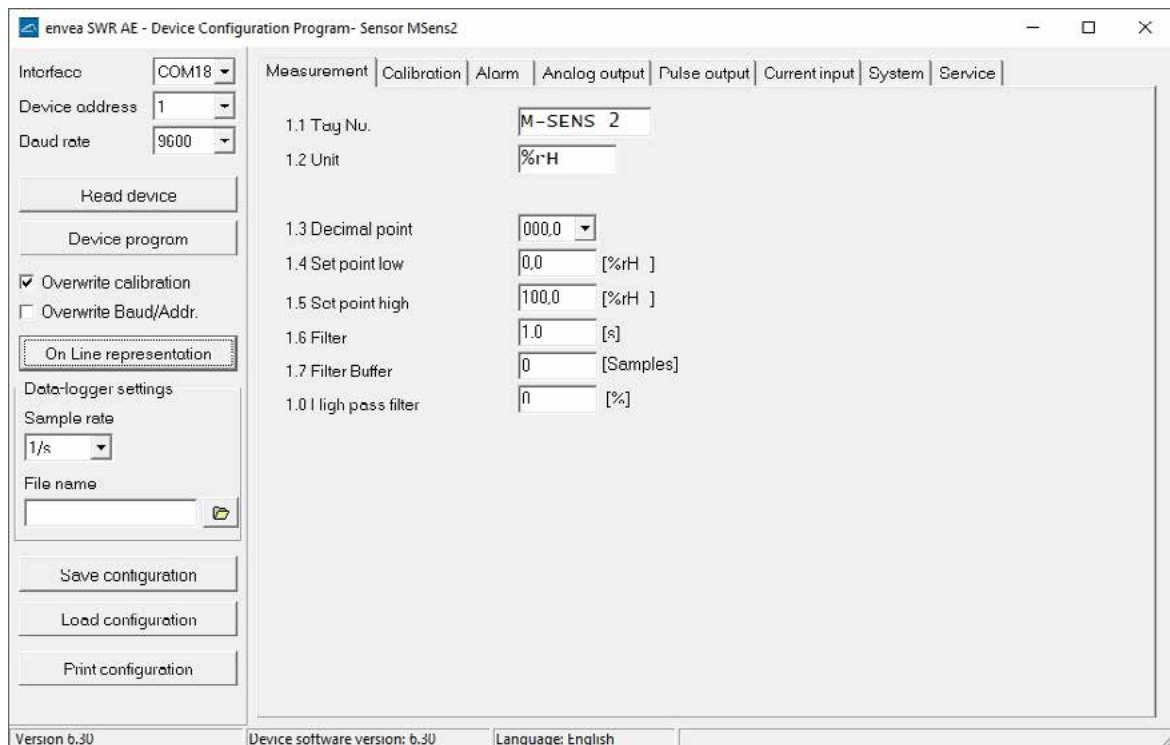 envea SWR AE - Device Configuration Program- Sensor MSens2
Interface COM18
Device address 1
Baud rate 9600
Read device
Device program
Overwrite calibration
Overwrite Baud/Addr.
On Line representation
Data-logger settings
Sample rate
1/s
File name
Save configuration
Load configuration
Print configuration
Measurement Calibration Alarm Analog output Pulse output Current input System Service
1.1 Tag No. M-SENS 2
1.2 Unit %rH
1.3 Decimal point 000,0
1.4 Set point low 0,0 [%rH ]
1.5 Set point high 100,0 [%rH ]
1.6 Filter 1.0 [s]
1.7 Filter Buffer 0 [Samples]
1.8 High pass filter 0 [%]
Version 6.30 Device software version: 6.30 Language: English